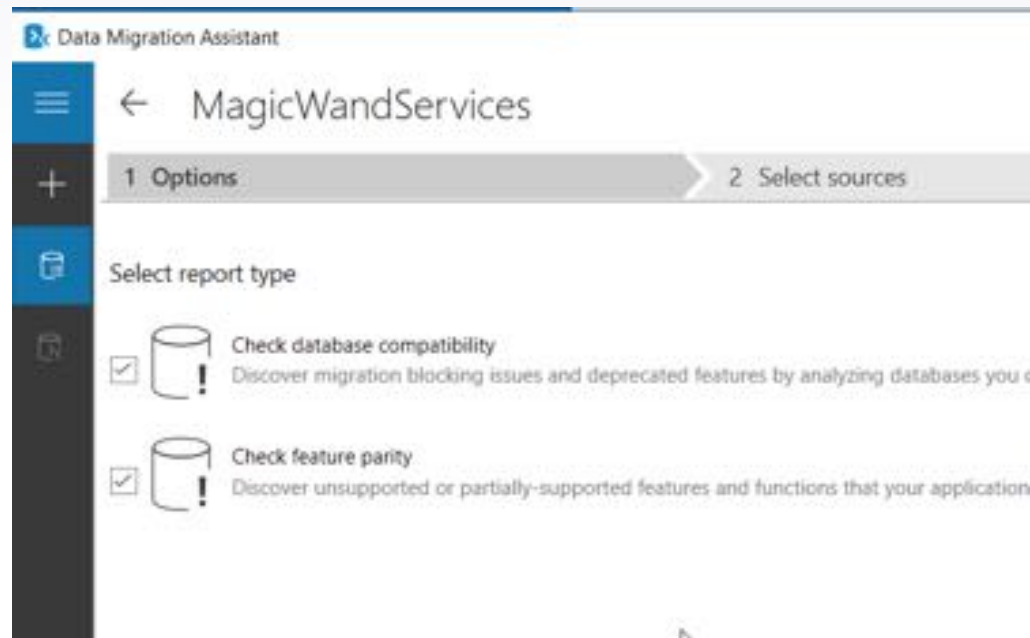 Data Migration Assistant
MagicWandServices
1 Options
2 Select sources
Select report type
Check database compatibility
Discover migration blocking issues and deprecated features by analyzing databases you
Check feature parity
Discover unsupported or partially-supported features and functions that your application